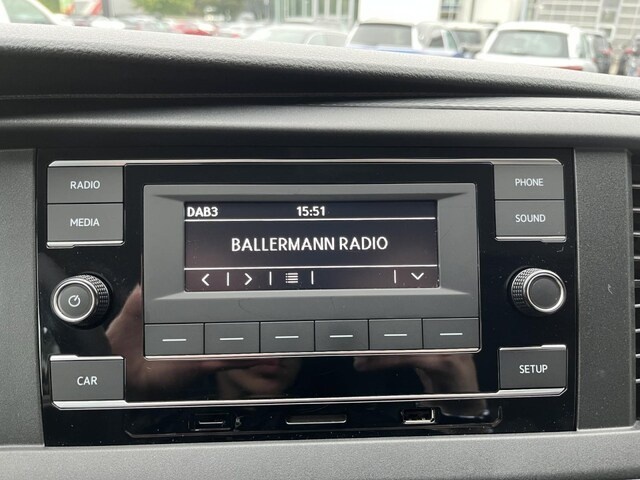 RADIO
MEDIA
DAB3 15:51
BALLERMANN RADIO
PHONE
SOUND
CAR
SETUP